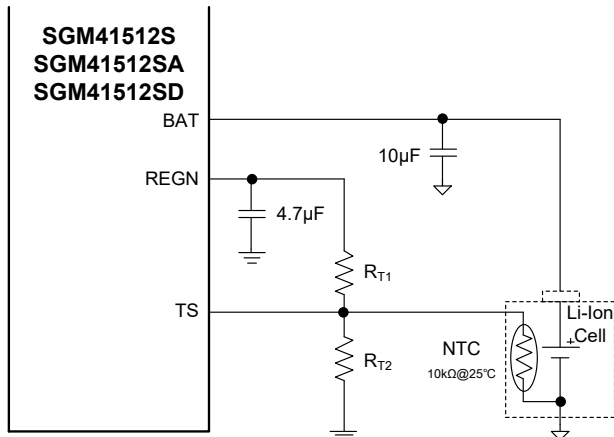 SGM41512S
SGM41512SA
SGM41512SD
BAT
10µF
REGN
4.7µF
RT1
TS
Li-Ion
+Cell
NTC
10kΩ@25℃
RT2